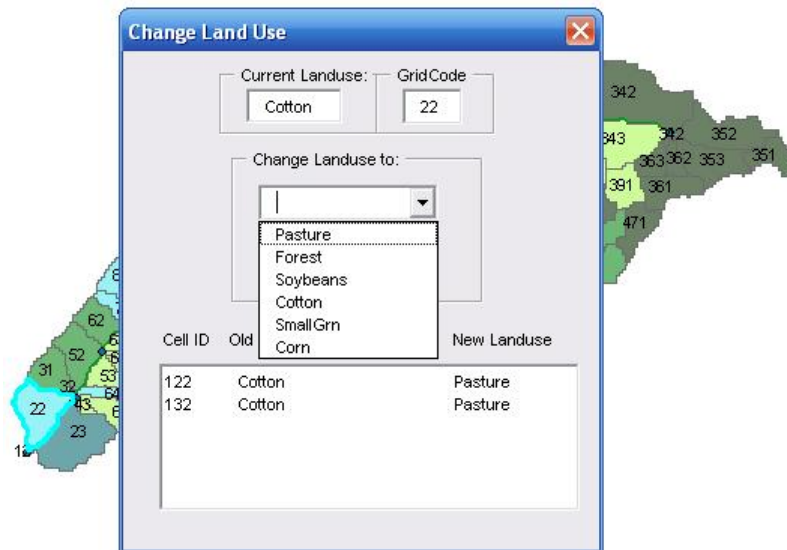 Change Land Use
Current Landuse: GridCode
Cotton 22
Change Landuse to:
Pasture
Forest
Soybeans
Cotton
SmallGrn
Corn
Cell ID Old New Landuse
122 Cotton Pasture
132 Cotton Pasture
342
343 342 352
363 362 353 351
391 361
471
62
52
31
32 53
22 43
23
64